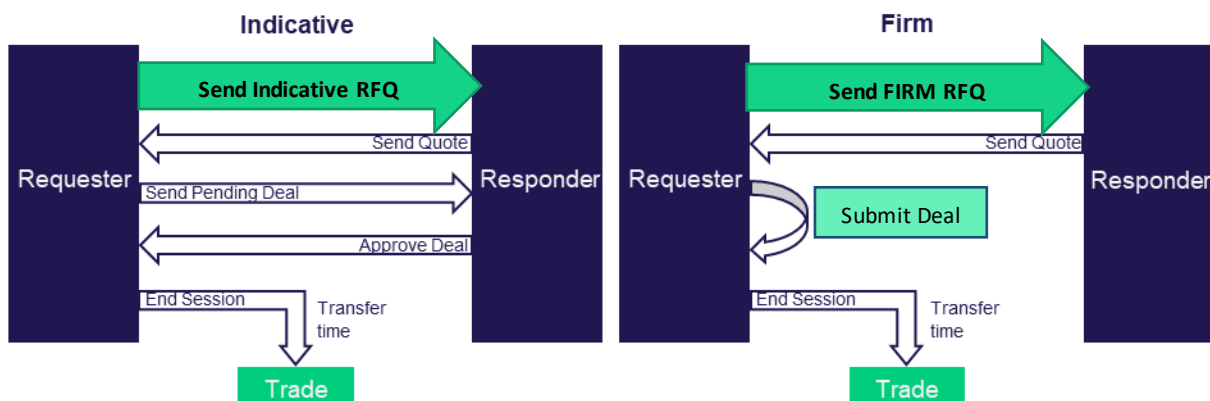 Indicative
Send Indicative RFQ
Send Quote
Requester
Responder
Send Pending Deal
Approve Deal
End Session
Transfer
time
Trade
Firm
Send FIRM RFQ
Send Quote
Requester
Responder
Submit Deal
End Session
Transfer
time
Trade